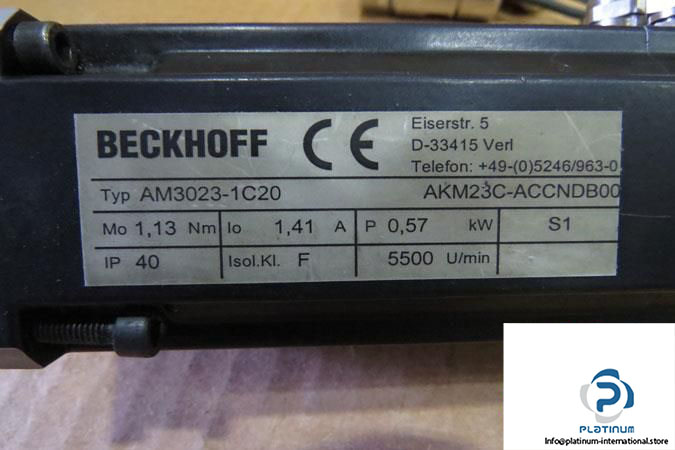 BECKHOFF CE Eiserstr. 5
D-33415 Verl
Telefon: +49-(0)5246/963-0
Typ AM3023-1C20 AKM23C-ACCNDB00
Mo 1,13 Nm Io 1,41 A P 0,57 kW S1
IP 40 Isol.Kl. F 5500 U/min
PLATINUM
Info@platinum-international.store